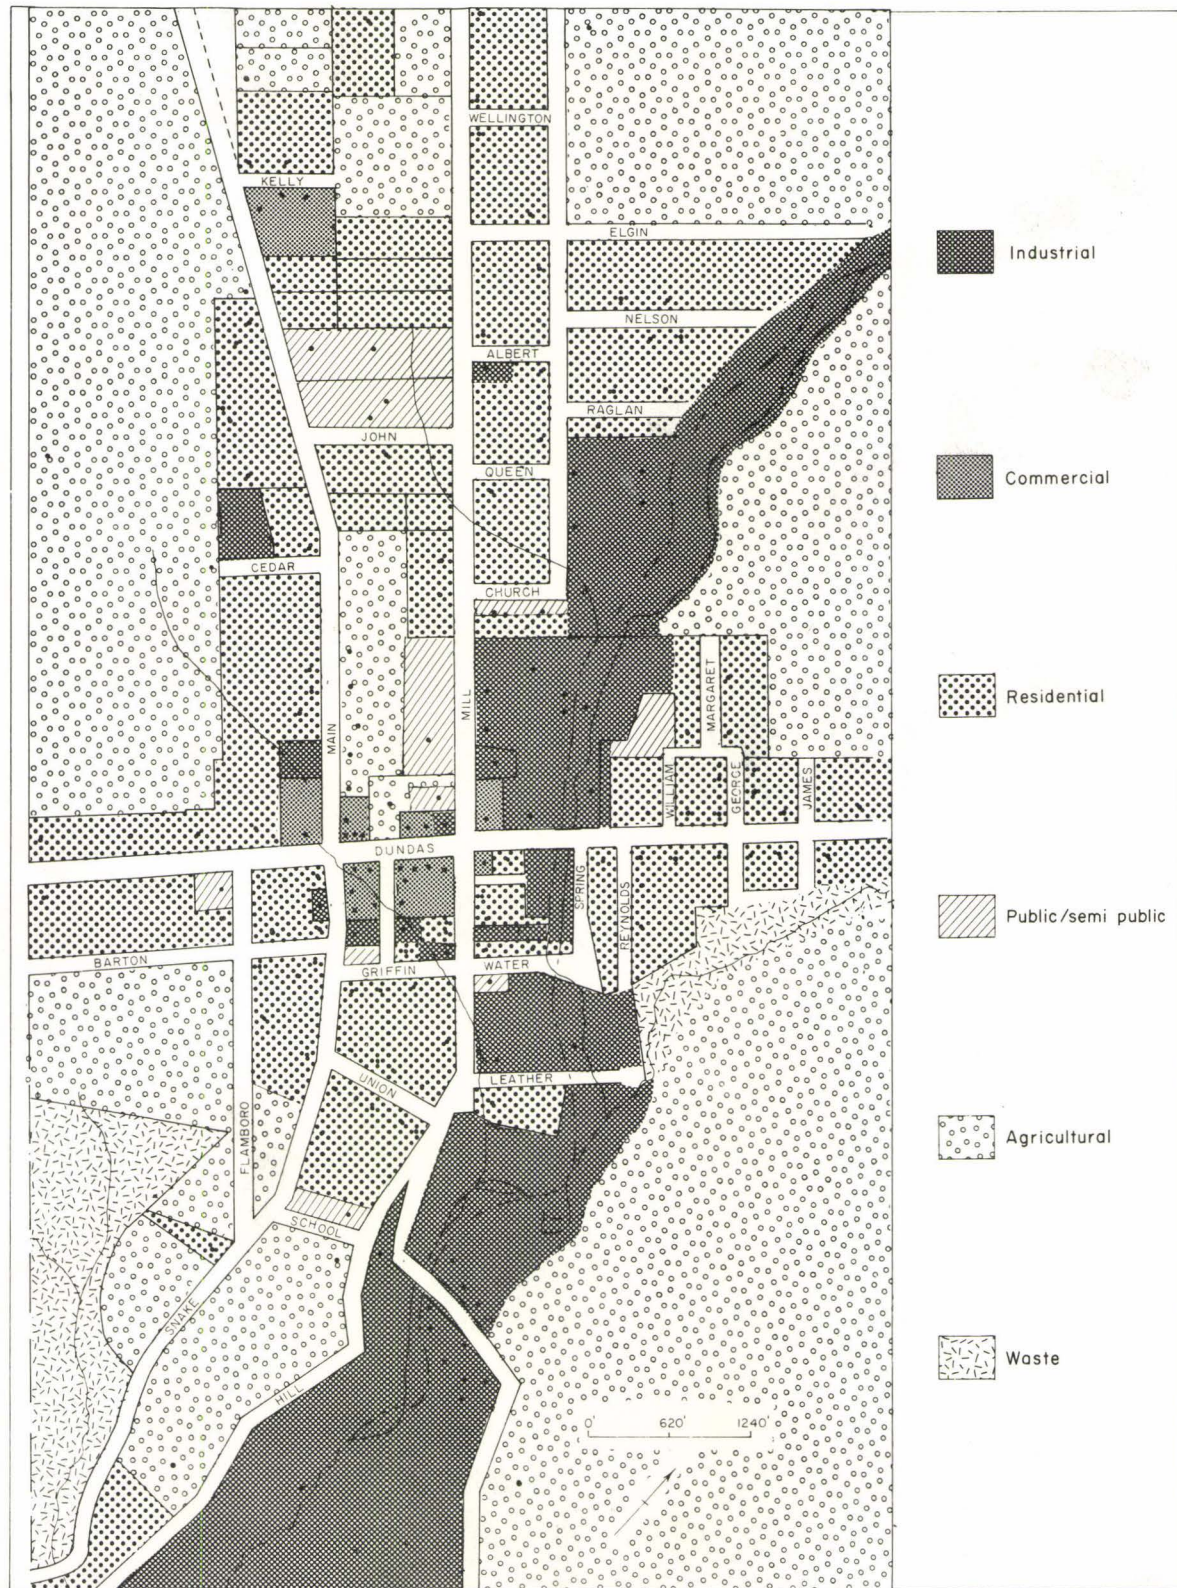 WELLINGTON
KELLY
ELGIN
Industrial
NELSON
ALBERT
RAGLAN
JOHN
QUEEN
Commercial
CEDAR
CHURCH
MARGARET
Residential
MILL
MAIN
WILLIAM
GEORGE
JAMES
DUNDAS
SPRING
REYNOLDS
Public/semi public
BARTON
GRIFFIN
WATER
LEATHER
UNION
FLAMBORO
Agricultural
SCHOOL
SNAKE
Waste
HILL
0' 620' 1240'